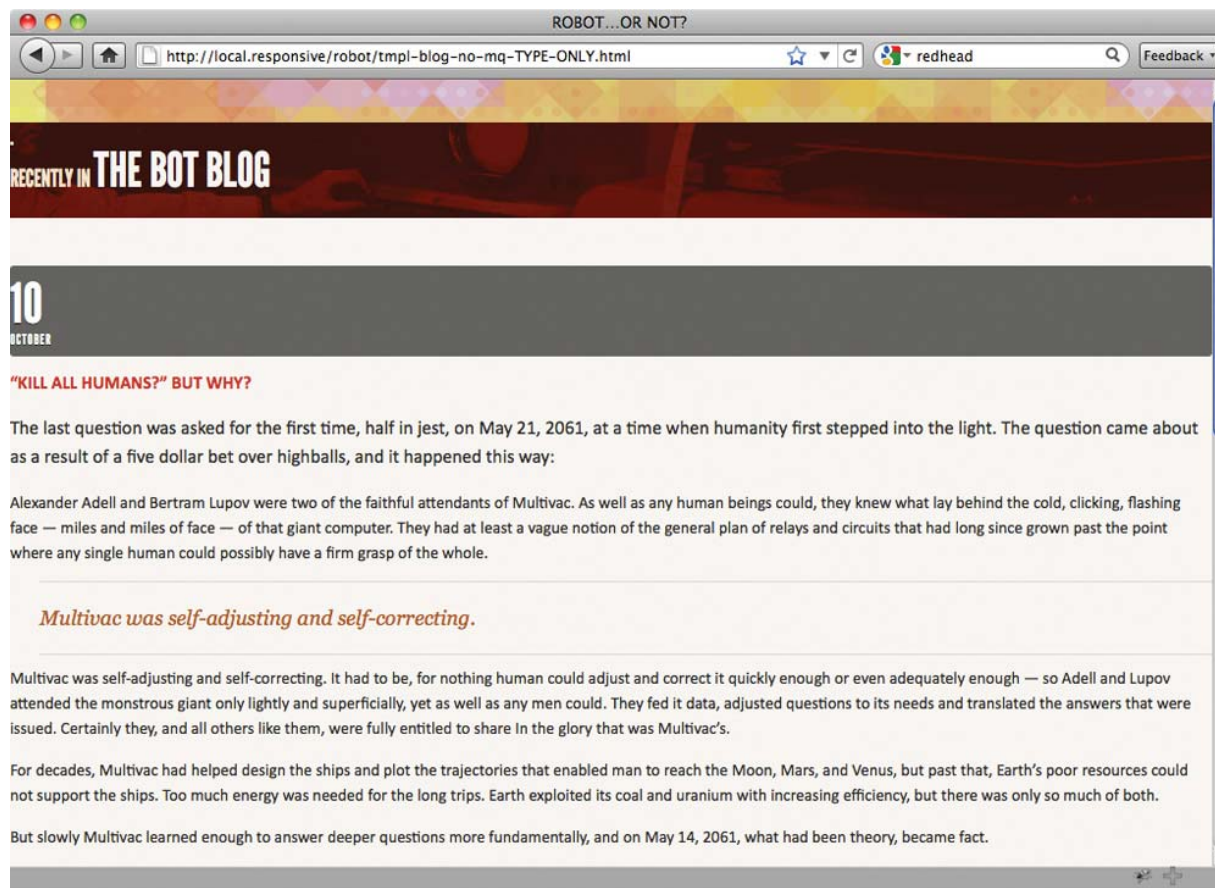 ROBOT...OR NOT?
http://local.responsive/robot/tmpl-blog-no-mq-TYPE-ONLY.html
redhead
Feedback
RECENTLY IN THE BOT BLOG
10
OCTOBER
“KILL ALL HUMANS?” BUT WHY?
The last question was asked for the first time, half in jest, on May 21, 2061, at a time when humanity first stepped into the light. The question came about
as a result of a five dollar bet over highballs, and it happened this way:
Alexander Adell and Bertram Lupov were two of the faithful attendants of Multivac. As well as any human beings could, they knew what lay behind the cold, clicking, flashing
face — miles and miles of face — of that giant computer. They had at least a vague notion of the general plan of relays and circuits that had long since grown past the point
where any single human could possibly have a firm grasp of the whole.
Multivac was self-adjusting and self-correcting.
Multivac was self-adjusting and self-correcting. It had to be, for nothing human could adjust and correct it quickly enough or even adequately enough — so Adell and Lupov
attended the monstrous giant only lightly and superficially, yet as well as any men could. They fed it data, adjusted questions to its needs and translated the answers that were
issued. Certainly they, and all others like them, were fully entitled to share In the glory that was Multivac’s.
For decades, Multivac had helped design the ships and plot the trajectories that enabled man to reach the Moon, Mars, and Venus, but past that, Earth’s poor resources could
not support the ships. Too much energy was needed for the long trips. Earth exploited its coal and uranium with increasing efficiency, but there was only so much of both.
But slowly Multivac learned enough to answer deeper questions more fundamentally, and on May 14, 2061, what had been theory, became fact.